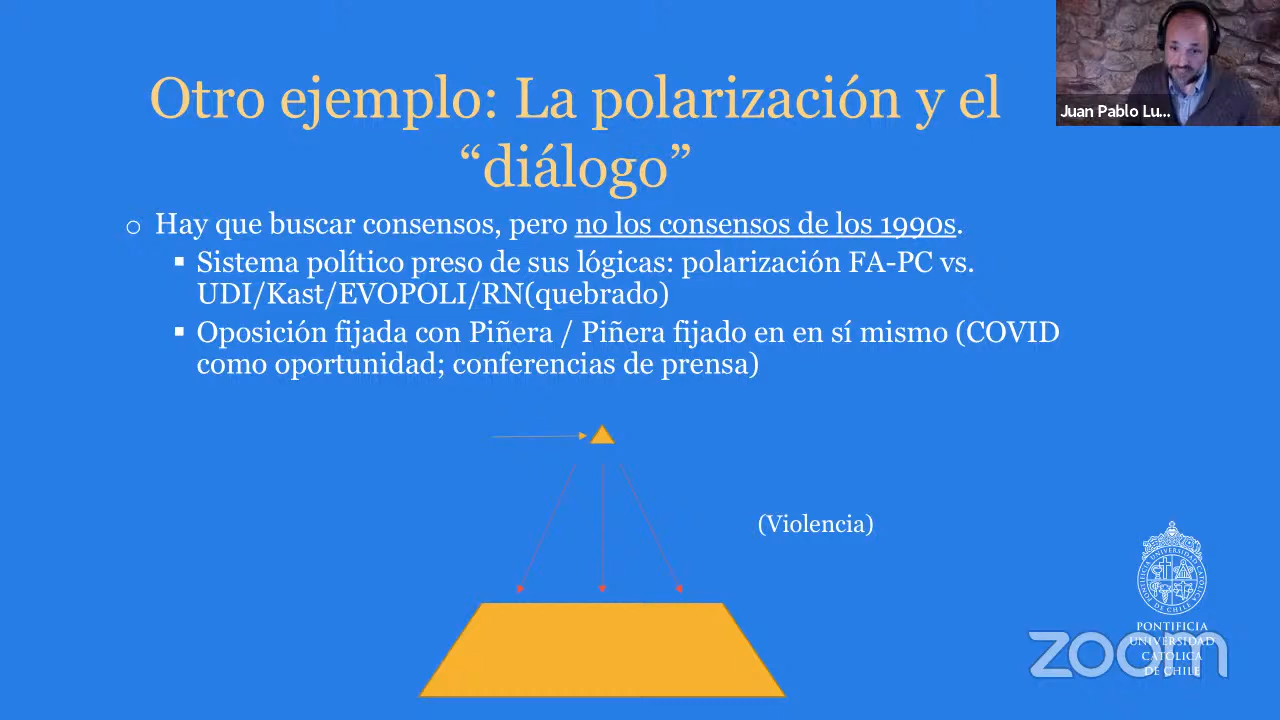 Otro ejemplo: La polarización y el
“diálogo”
Juan Pablo Lu...
o Hay que buscar consensos, pero no los consensos de los 1990s.
▪ Sistema político preso de sus lógicas: polarización FA-PC vs.
UDI/Kast/EVOPOLI/RN(quebrado)
▪ Oposición fijada con Piñera / Piñera fijado en en sí mismo (COVID
como oportunidad; conferencias de prensa)
(Violencia)
PONTIFICIA
UNIVERSIDAD
CATÓLICA
DE CHILE
zoom